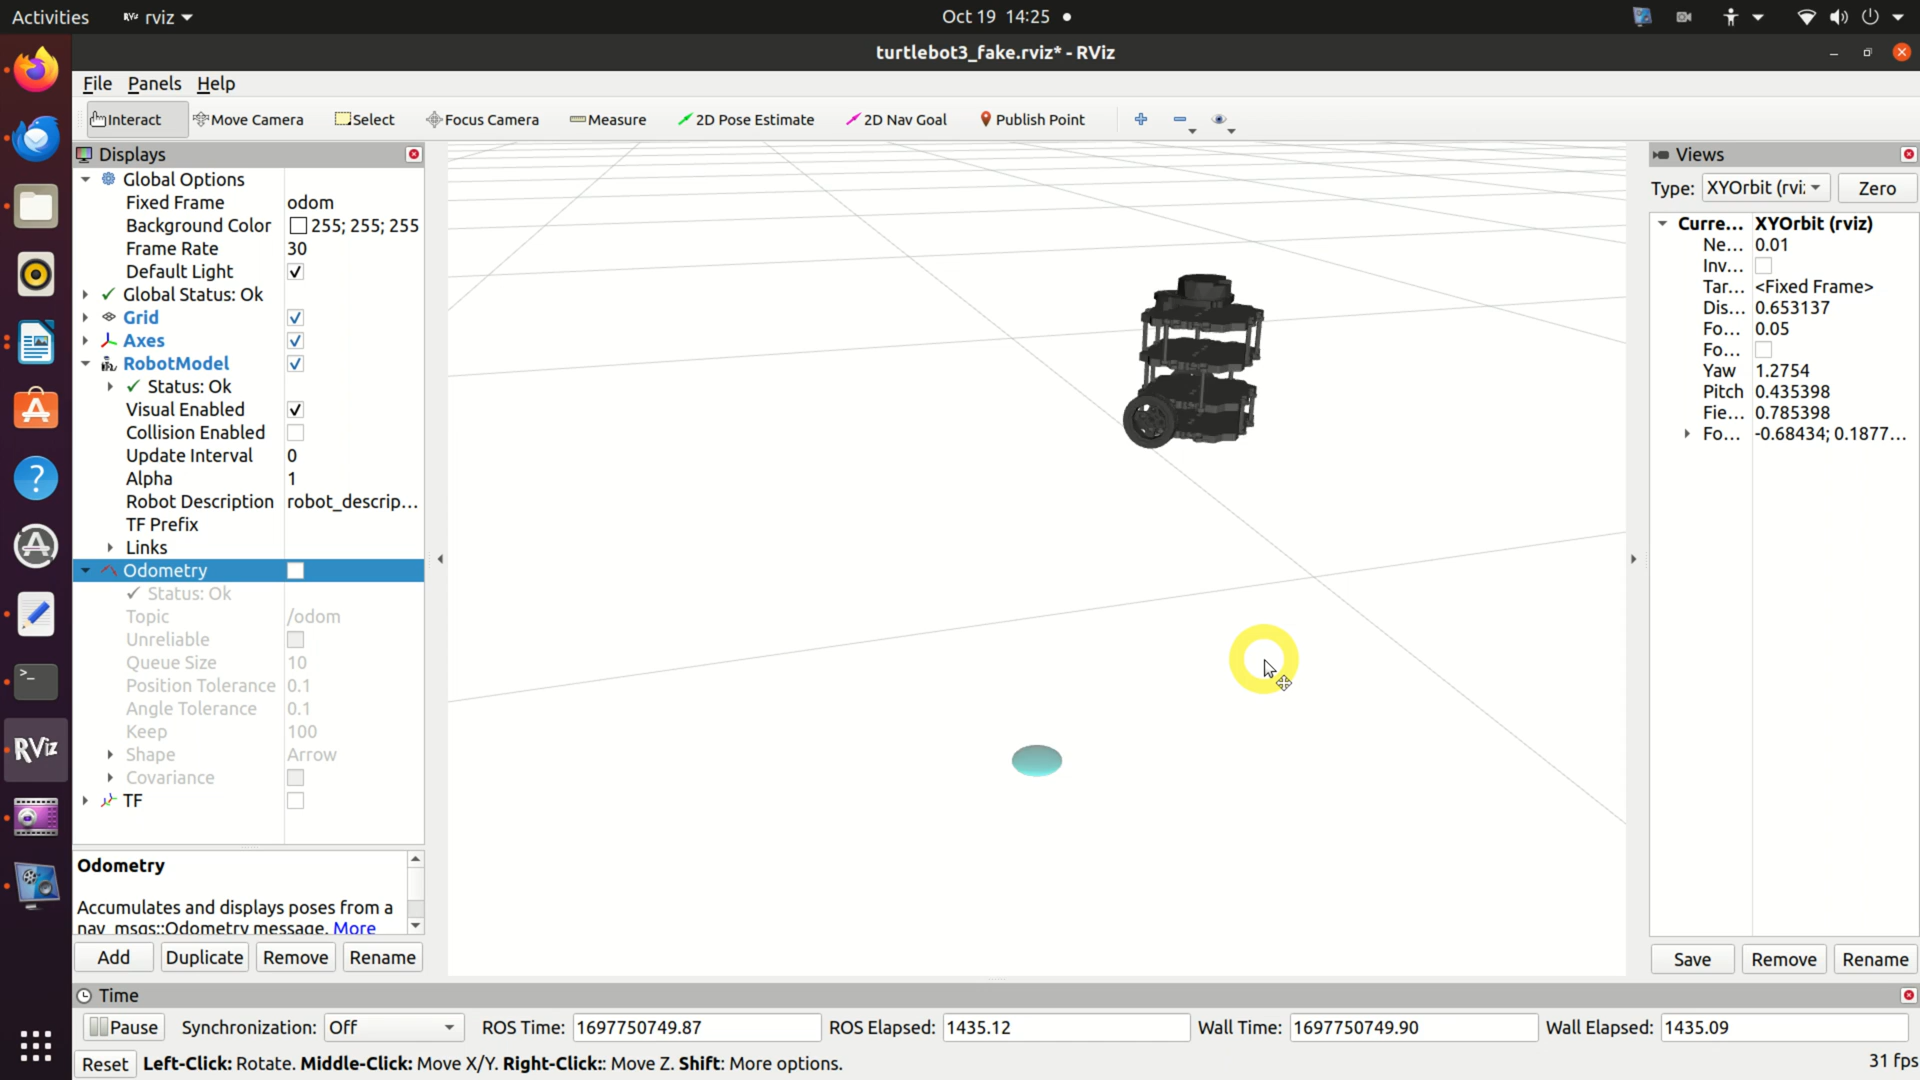 Activities
RViz rviz
Oct 19 14:25
turtlebot3_fake.rviz* - RViz
File Panels Help
Interact Move Camera Select Focus Camera Measure 2D Pose Estimate 2D Nav Goal Publish Point
Displays
Global Options
Fixed Frame odom
Background Color 255; 255; 255
Frame Rate 30
Default Light
Global Status: Ok
Grid
Axes
RobotModel
Status: Ok
Visual Enabled
Collision Enabled
Update Interval 0
Alpha 1
Robot Description robot_descrip...
TF Prefix
Links
Odometry
Status: Ok
Topic /odom
Unreliable
Queue Size 10
Position Tolerance 0.1
Angle Tolerance 0.1
Keep 100
Shape Arrow
Covariance
TF
Odometry
Accumulates and displays poses from a
nav_msgs::Odometry message. More
Add Duplicate Remove Rename
Views
Type: XYOrbit (rvi: Zero
Curre... XYOrbit (rviz)
Ne... 0.01
Inv...
Tar... <Fixed Frame>
Dis... 0.653137
Fo... 0.05
Fo...
Yaw 1.2754
Pitch 0.435398
Fie... 0.785398
Fo... -0.68434; 0.1877...
Save Remove Rename
RViz
Time
Pause Synchronization: Off ROS Time: 1697750749.87 ROS Elapsed: 1435.12 Wall Time: 1697750749.90 Wall Elapsed: 1435.09
Reset Left-Click: Rotate. Middle-Click: Move X/Y. Right-Click:: Move Z. Shift: More options. 31 fps